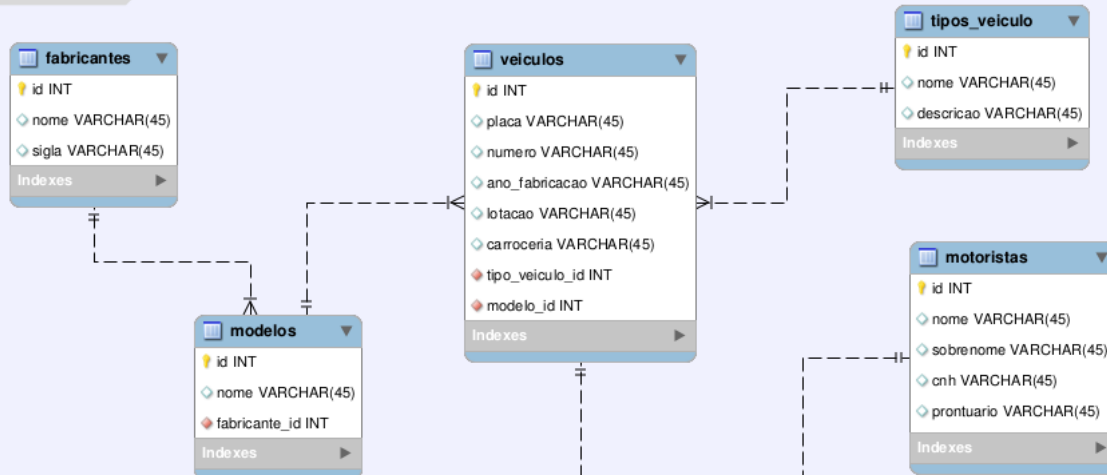 fabricantes
id INT
nome VARCHAR(45)
sigla VARCHAR(45)
Indexes
veiculos
id INT
placa VARCHAR(45)
numero VARCHAR(45)
ano_fabricacao VARCHAR(45)
lotacao VARCHAR(45)
carroceria VARCHAR(45)
tipo_veiculo_id INT
modelo_id INT
Indexes
tipos_veiculo
id INT
nome VARCHAR(45)
descricao VARCHAR(45)
Indexes
modelos
id INT
nome VARCHAR(45)
fabricante_id INT
Indexes
motoristas
id INT
nome VARCHAR(45)
sobrenome VARCHAR(45)
cnh VARCHAR(45)
prontuario VARCHAR(45)
Indexes